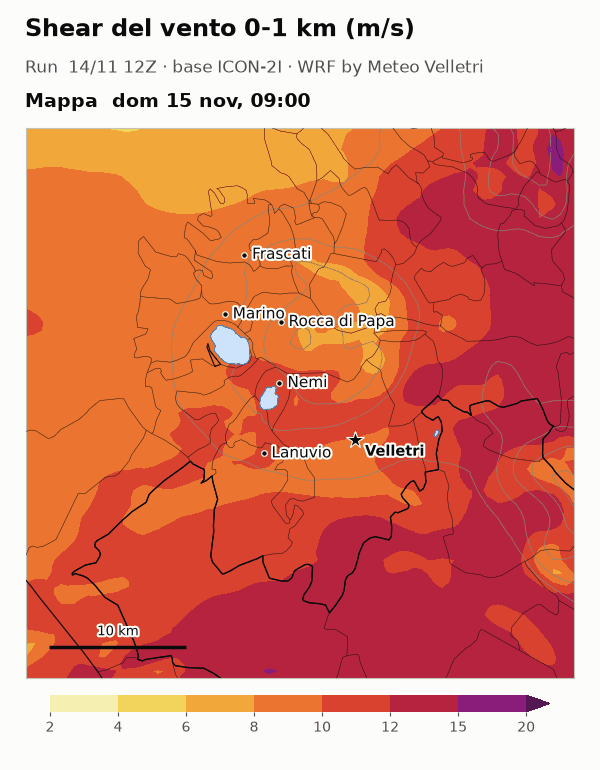 Shear del vento 0-1 km (m/s)
Run 14/11 12Z · base ICON-2I · WRF by Meteo Velletri
Mappa dom 15 nov, 09:00
Frascati
Marino
Rocca di Papa
Nemi
Velletri
Lanuvio
10 km
2 4 6 8 10 12 15 20